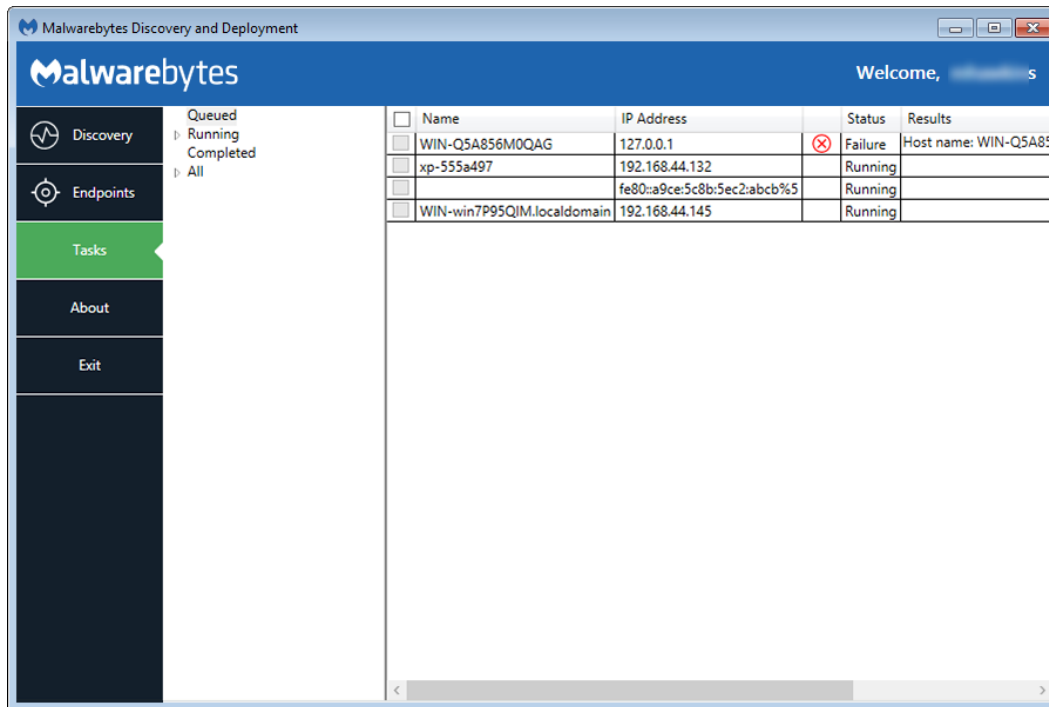 Malwarebytes Discovery and Deployment
Malwarebytes
Welcome, s
Discovery
Endpoints
Tasks
About
Exit
Queued
Running
Completed
All
Name IP Address Status Results
WIN-Q5A856M0QAG 127.0.0.1 Failure Host name: WIN-Q5A85
xp-555a497 192.168.44.132 Running
fe80::a9ce:5c8b:5ec2:abcb%5 Running
WIN-win7P95QIM.localdomain 192.168.44.145 Running